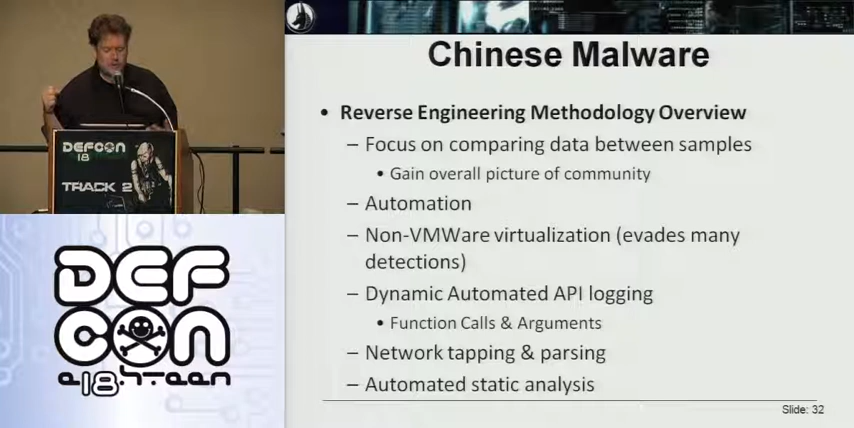 DEFCON
18
TRACK 2
DEF
CON
e18hteen
Chinese Malware
• Reverse Engineering Methodology Overview
– Focus on comparing data between samples
• Gain overall picture of community
– Automation
– Non-VMWare virtualization (evades many
detections)
– Dynamic Automated API logging
• Function Calls & Arguments
– Network tapping & parsing
– Automated static analysis
Slide: 32